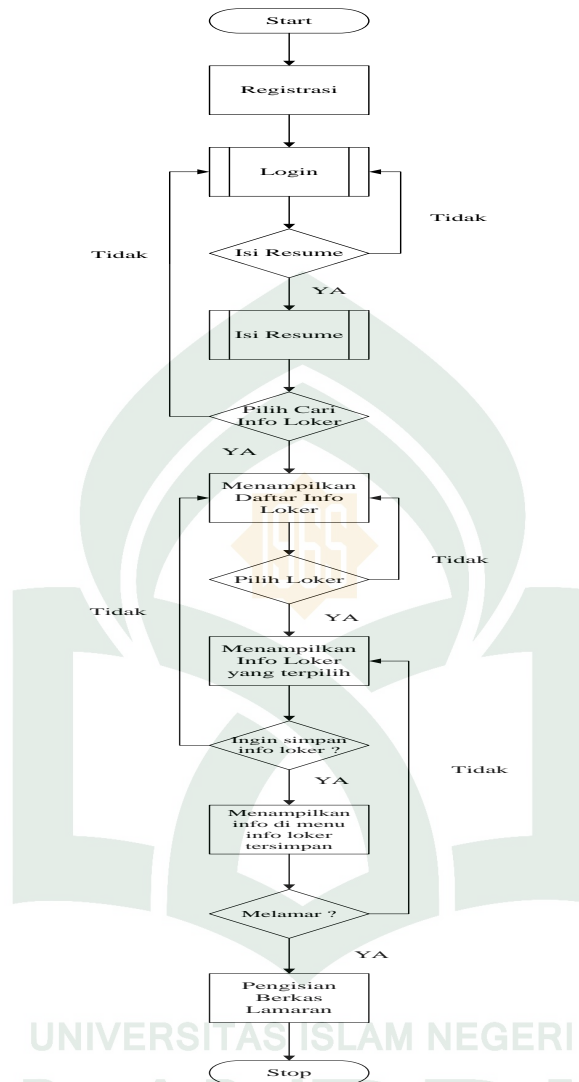 Start
Registrasi
Login
Tidak
Tidak
Isi Resume
YA
Isi Resume
Pilih Cari
Info Loker
YA
Menampilkan
Daftar Info
Loker
Tidak
Pilih Loker
Tidak
YA
Menampilkan
Info Loker
yang terpilih
Ingin simpan
info loker ?
Tidak
YA
Menampilkan
info di menu
info loker
tersimpan
Melamar ?
YA
Pengisian
Berkas
Lamaran
UNIVERSITAS ISLAM NEGERI
Stop
1965